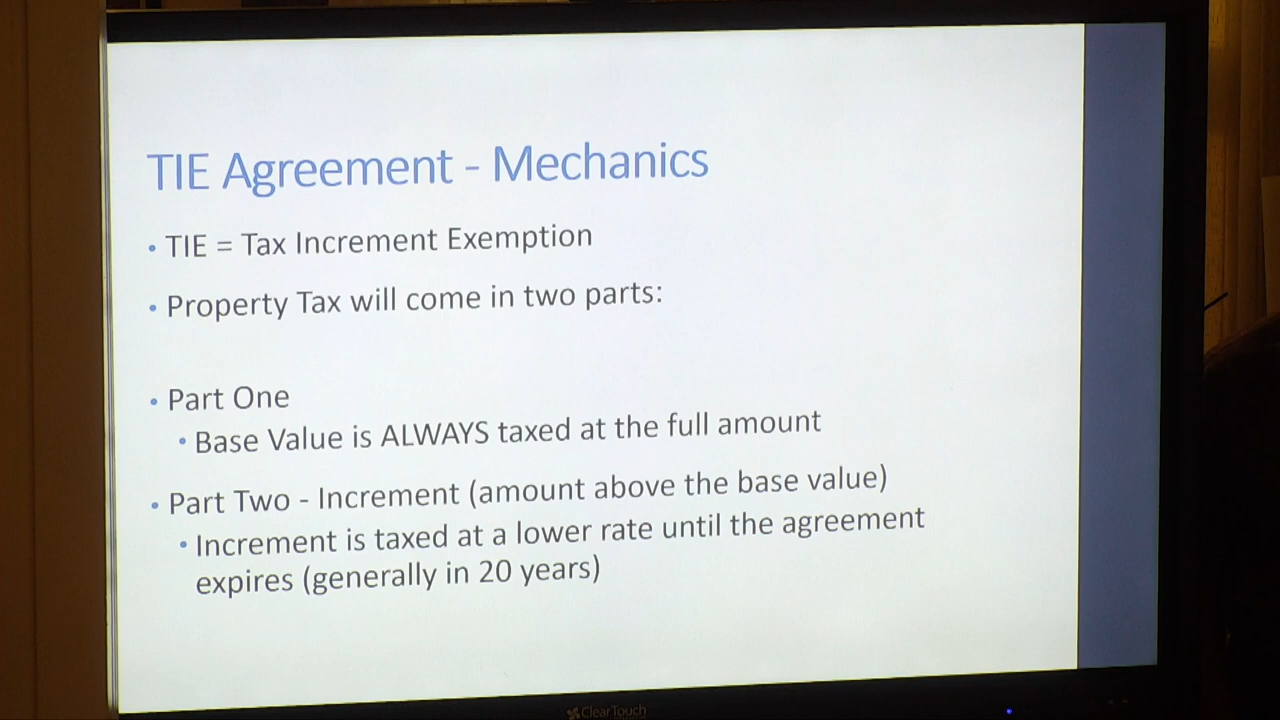 TIE Agreement - Mechanics
• TIE = Tax Increment Exemption
• Property Tax will come in two parts:
• Part One
• Base Value is ALWAYS taxed at the full amount
• Part Two - Increment (amount above the base value)
• Increment is taxed at a lower rate until the agreement
expires (generally in 20 years)
ClearTouch